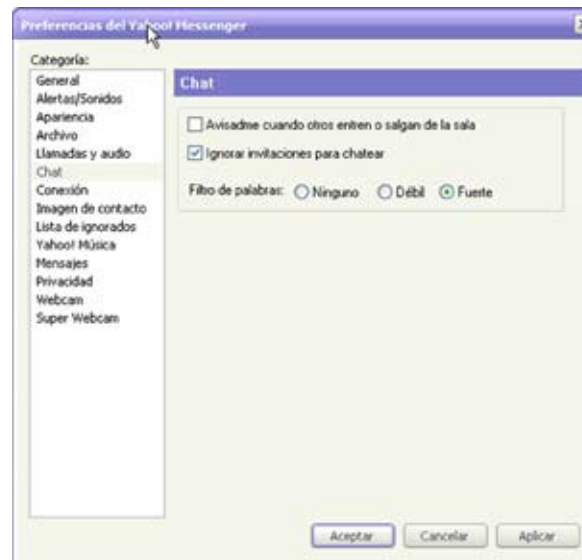 Preferencias del Yahoo! Messenger
Categoría:
General
Alertas/Sonidos
Apariencia
Archivo
Llamadas y audio
Chat
Conexión
Imagen de contacto
Lista de ignorados
Yahoo! Música
Mensajes
Privacidad
Webcam
Super Webcam
Chat
Avisadme cuando otros entren o salgan de la sala
Ignorar invitaciones para chatear
Filtro de palabras: Ninguno Débil Fuerte
Aceptar Cancelar Aplicar